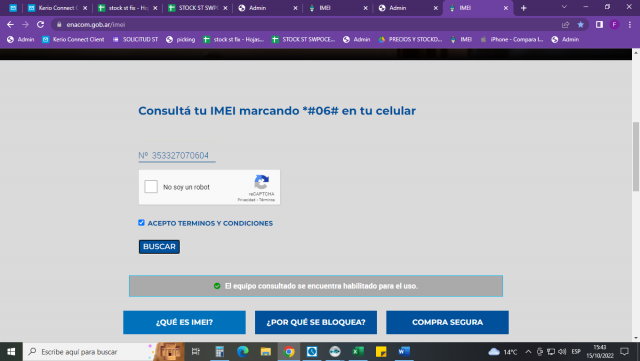 Kerio Connect C
stock st fix - Hojas
STOCK ST SWPOC
Admin
IMEI
Admin
IMEI
enacom.gob.ar/imei
F
Admin
Kerio Connect Client
SOLICITUD ST
picking
stock st fix - Hojas...
STOCK ST SWPOCE...
Admin
PRECIOS Y STOCKD...
IMEI
iPhone - Compara l...
Admin
Consultá tu IMEI marcando *#06# en tu celular
Nº 353327070604
No soy un robot
reCAPTCHA
Privacidad - Términos
ACEPTO TERMINOS Y CONDICIONES
BUSCAR
El equipo consultado se encuentra habilitado para el uso.
¿QUÉ ES IMEI?
¿POR QUÉ SE BLOQUEA?
COMPRA SEGURA
Escribe aquí para buscar
14°C
ESP
15:43
15/10/2022